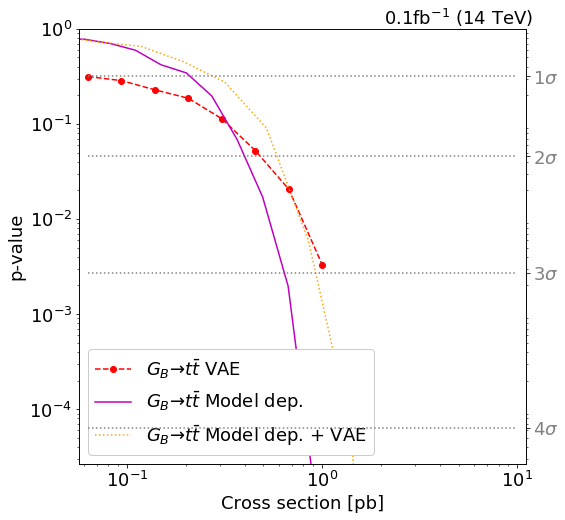 0.1fb⁻¹ (14 TeV)
10⁰
10⁻¹
10⁻²
10⁻³
10⁻⁴
p-value
1σ
2σ
3σ
4σ
G_B→tt̄ VAE
G_B→tt̄ Model dep.
G_B→tt̄ Model dep. + VAE
10⁻¹ 10⁰ 10¹
Cross section [pb]